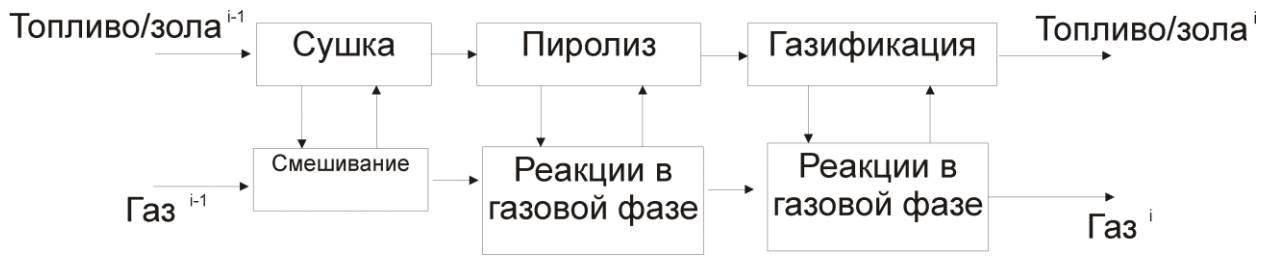 Топливо/зола i-1
Сушка
Пиролиз
Газификация
Топливо/зола i
Смешивание
Реакции в
газовой фазе
Реакции в
газовой фазе
Газ i-1
Газ i